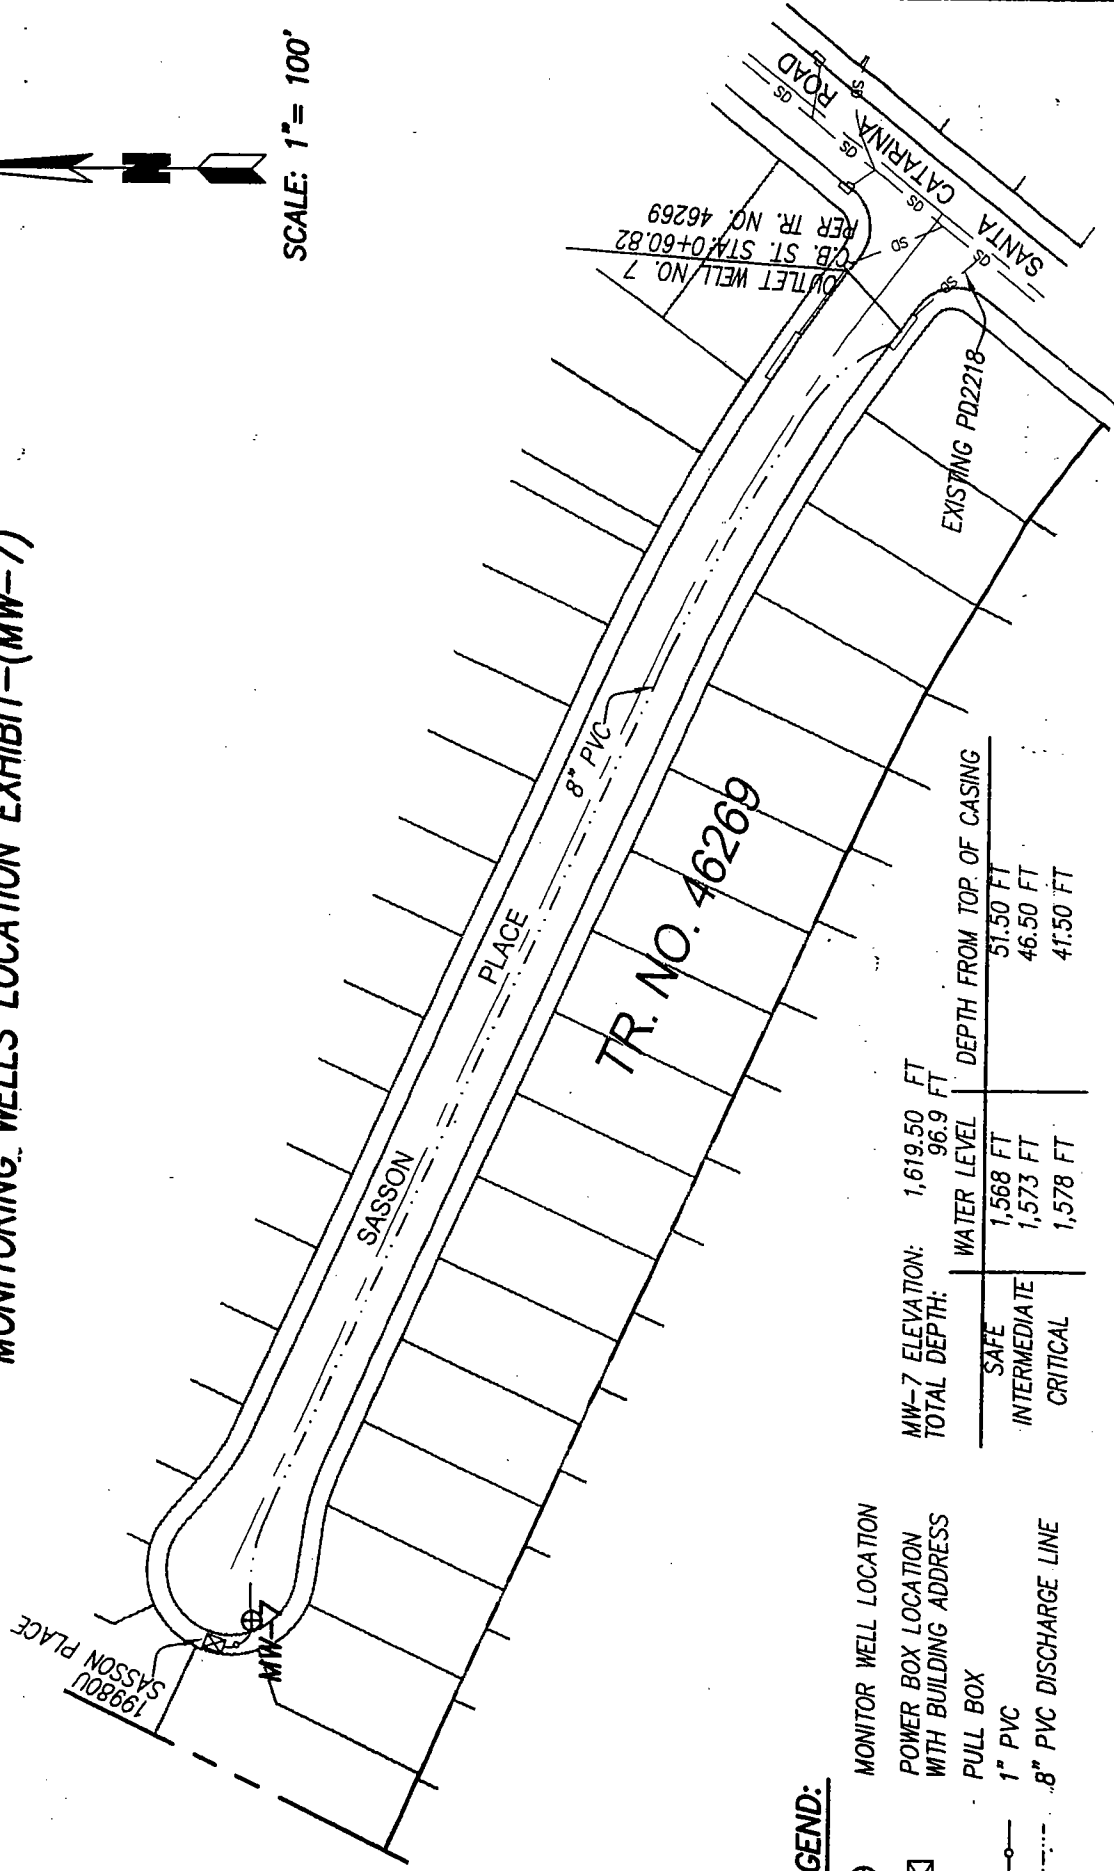 MONITORING WELLS LOCATION EXHIBIT-(MW-7)
N
SCALE: 1"= 100'
19980U
SASSON PLACE
MW-7
SASSON
PLACE
8" PVC
TR. NO. 46269
OUTLET WELL NO. 7
C.B. ST. STA. 0+60.82
PER TR. NO. 46269
SANTA CATARINA ROAD
SD
SD
SD
SD
SD
SD
SD
SD
EXISTING PD2218
MW-7 ELEVATION: 1,619.50 FT
TOTAL DEPTH: 96.9 FT
WATER LEVEL DEPTH FROM TOP OF CASING
SAFE 1,568 FT 51.50 FT
INTERMEDIATE 1,573 FT 46.50 FT
CRITICAL 1,578 FT 41.50 FT
GEND:
MONITOR WELL LOCATION
POWER BOX LOCATION
WITH BUILDING ADDRESS
PULL BOX
1" PVC
8" PVC DISCHARGE LINE